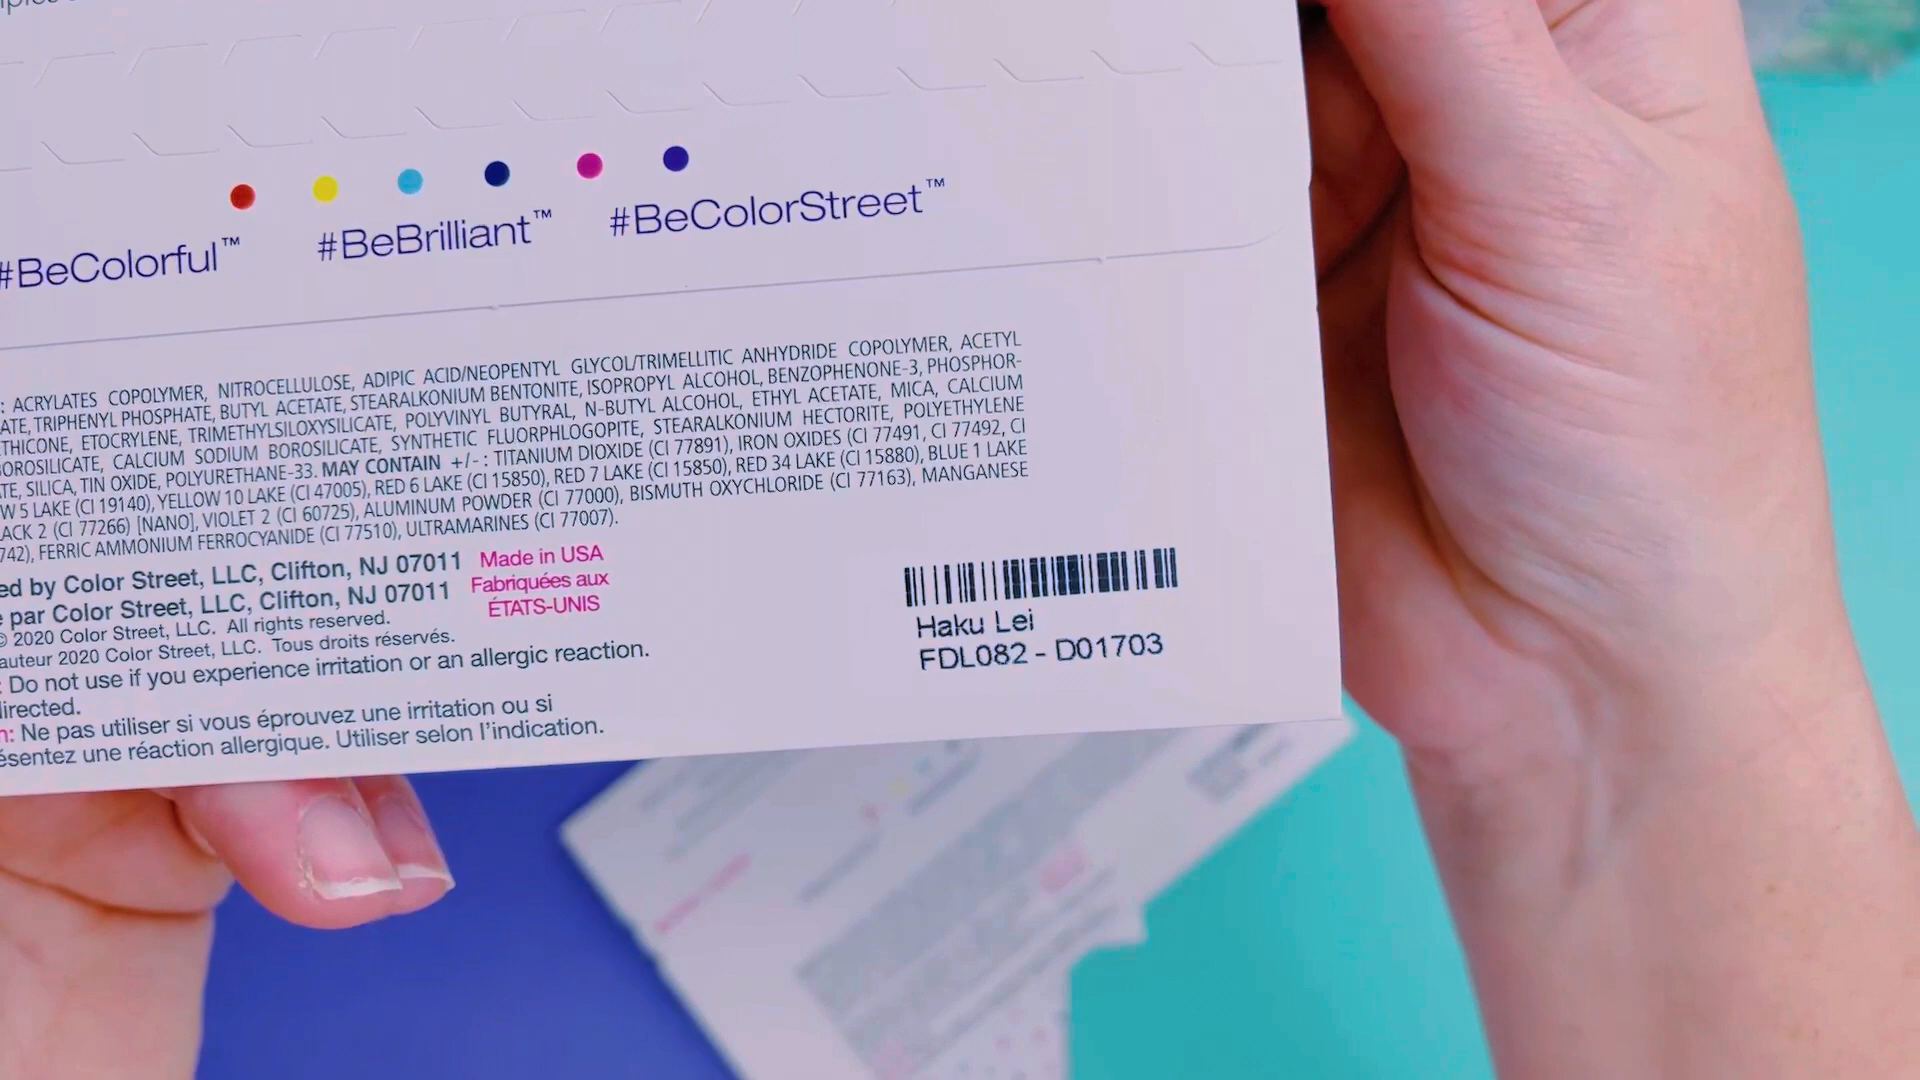 #BeColorful™ #BeBrilliant™ #BeColorStreet™
: ACRYLATES COPOLYMER, NITROCELLULOSE, ADIPIC ACID/NEOPENTYL GLYCOL/TRIMELLITIC ANHYDRIDE COPOLYMER, ACETYL
ATE, TRIPHENYL PHOSPHATE, BUTYL ACETATE, STEARALKONIUM BENTONITE, ISOPROPYL ALCOHOL, BENZOPHENONE-3, PHOSPHOR-
THICONE, ETOCRYLENE, TRIMETHYLSILOXYSILICATE, POLYVINYL BUTYRAL, N-BUTYL ALCOHOL, ETHYL ACETATE, MICA, CALCIUM
OROSILICATE, CALCIUM SODIUM BOROSILICATE, SYNTHETIC FLUORPHLOGOPITE, STEARALKONIUM HECTORITE, POLYETHYLENE
TE, SILICA, TIN OXIDE, POLYURETHANE-33. MAY CONTAIN +/- : TITANIUM DIOXIDE (CI 77891), IRON OXIDES (CI 77491, CI 77492, CI
W 5 LAKE (CI 19140), YELLOW 10 LAKE (CI 47005), RED 6 LAKE (CI 15850), RED 7 LAKE (CI 15850), RED 34 LAKE (CI 15880), BLUE 1 LAKE
ACK 2 (CI 77266) [NANO], VIOLET 2 (CI 60725), ALUMINUM POWDER (CI 77000), BISMUTH OXYCHLORIDE (CI 77163), MANGANESE
742), FERRIC AMMONIUM FERROCYANIDE (CI 77510), ULTRAMARINES (CI 77007).
ed by Color Street, LLC, Clifton, NJ 07011
e par Color Street, LLC, Clifton, NJ 07011
Made in USA
Fabriquées aux
ÉTATS-UNIS
© 2020 Color Street, LLC. All rights reserved.
auteur 2020 Color Street, LLC. Tous droits réservés.
: Do not use if you experience irritation or an allergic reaction.
directed.
n: Ne pas utiliser si vous éprouvez une irritation ou si
ésentez une réaction allergique. Utiliser selon l'indication.
Haku Lei
FDL082 - D01703